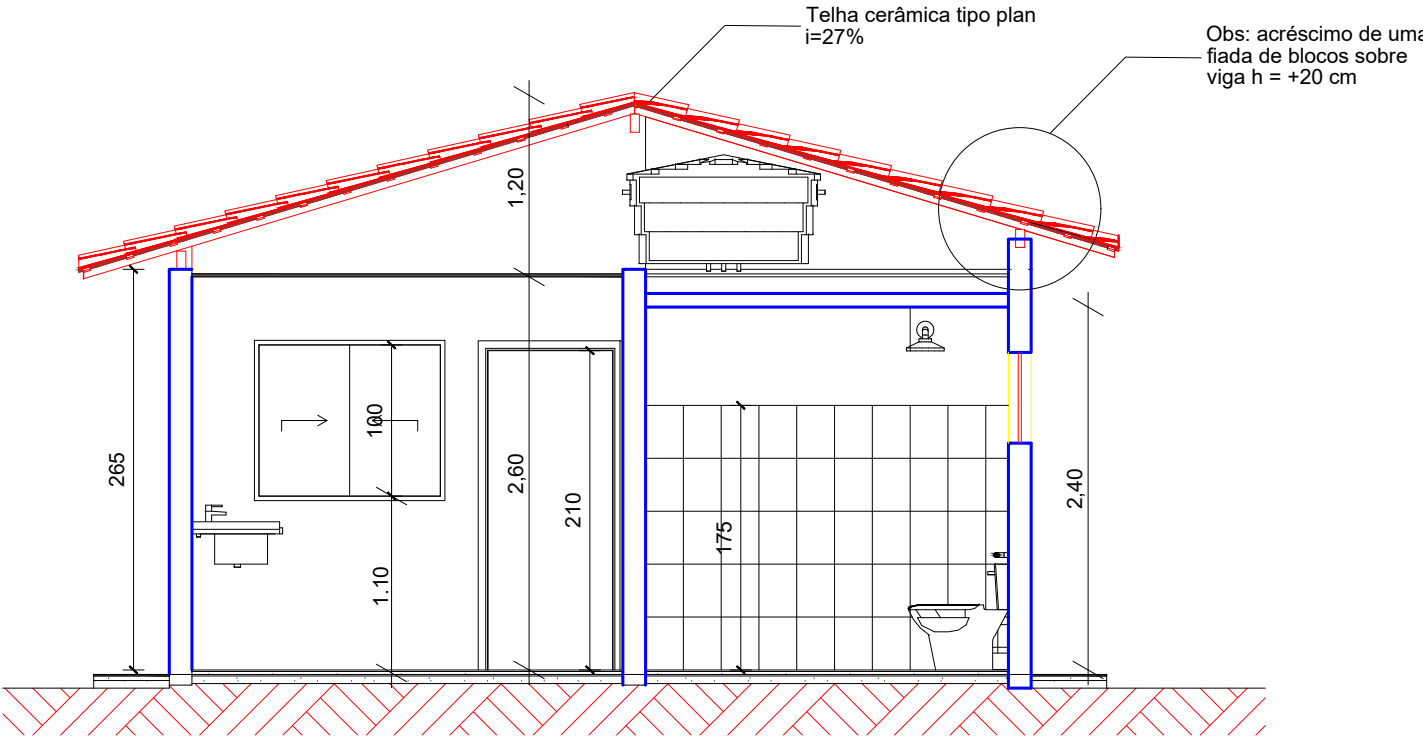 Telha cerâmica tipo plan
i=27%
Obs: acréscimo de uma
fiada de blocos sobre
viga h = +20 cm
1,20
100
265
2,60
210
2,40
175
1.10